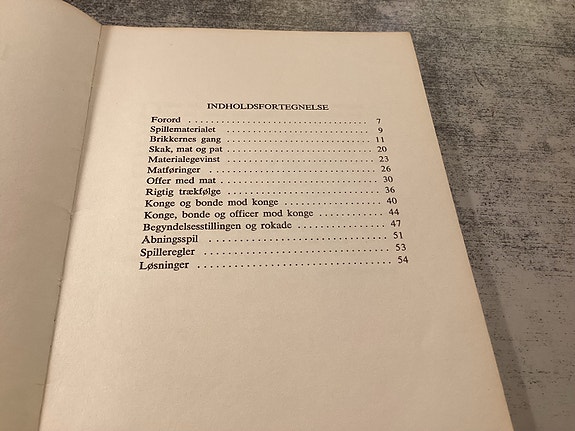 INDHOLDSFORTEGNELSE
Forord . . . . . . . . . . . . . . . . . . . . . . . . . . . . . . 7
Spillematerialet . . . . . . . . . . . . . . . . . . . . . . . . . 9
Brikkernes gang . . . . . . . . . . . . . . . . . . . . . . . . 11
Skak, mat og pat . . . . . . . . . . . . . . . . . . . . . . . . 20
Materialegevinst . . . . . . . . . . . . . . . . . . . . . . . . 23
Matføringer . . . . . . . . . . . . . . . . . . . . . . . . . . 26
Offer med mat . . . . . . . . . . . . . . . . . . . . . . . . . 30
Rigtig trækfølge . . . . . . . . . . . . . . . . . . . . . . . . 36
Konge og bonde mod konge . . . . . . . . . . . . . . . . . 40
Konge, bonde og officer mod konge . . . . . . . . . . . . 44
Begyndelsesstillingen og rokade . . . . . . . . . . . . . . . 47
Abningsspil . . . . . . . . . . . . . . . . . . . . . . . . . . . 51
Spilleregler . . . . . . . . . . . . . . . . . . . . . . . . . . . 53
Løsninger . . . . . . . . . . . . . . . . . . . . . . . . . . . . 54